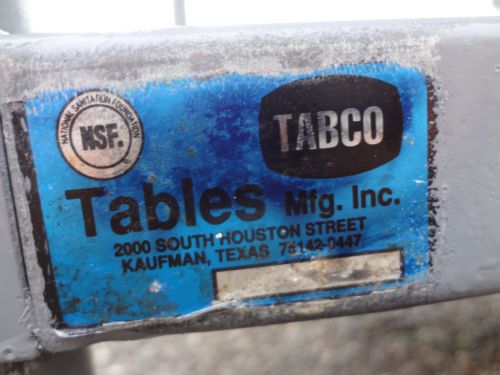 NATIONAL SANITATION FOUNDATION
NSF.
TABCO
Tables Mfg. Inc.
2000 SOUTH HOUSTON STREET
KAUFMAN, TEXAS 75142-0447